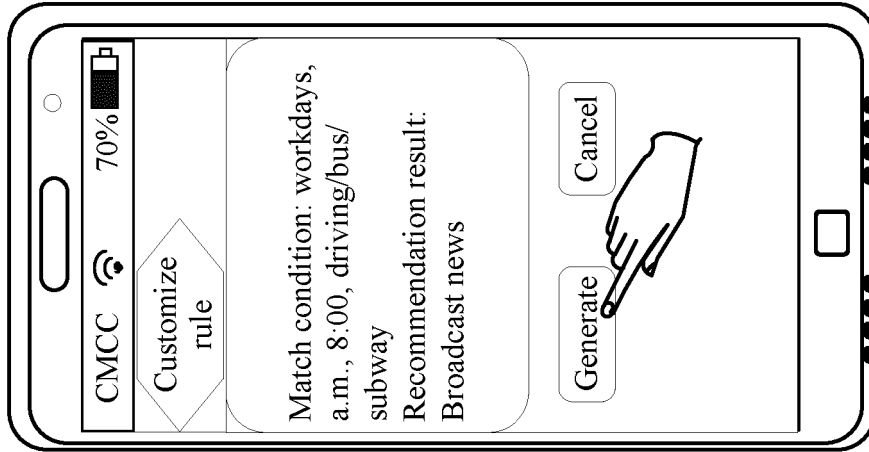 CMCC 70%
Customize
rule
Match condition: workdays,
a.m., 8:00, driving/bus/
subway
Recommendation result:
Broadcast news
Generate Cancel